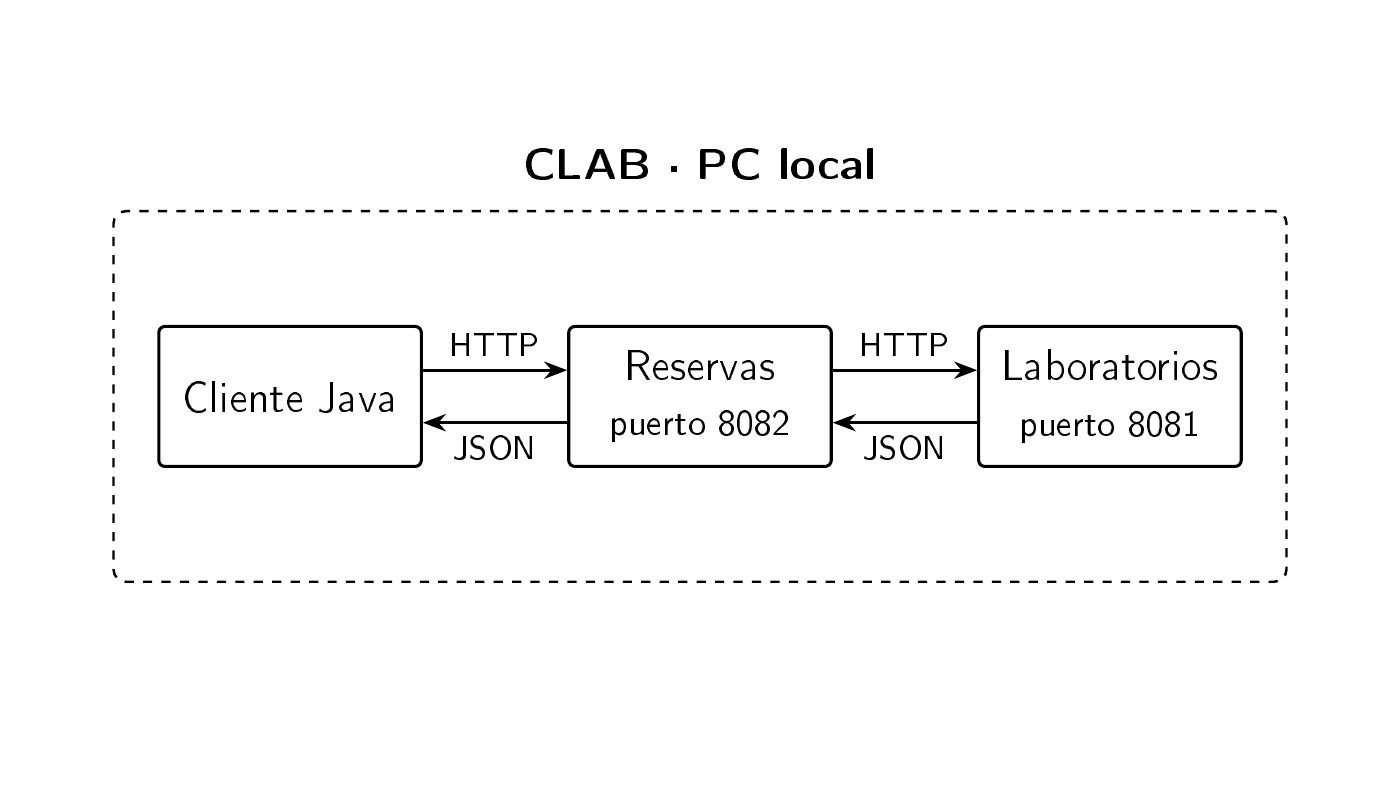 CLAB · PC local
HTTP
HTTP
Cliente Java
Reservas
puerto 8082
Laboratorios
puerto 8081
JSON
JSON